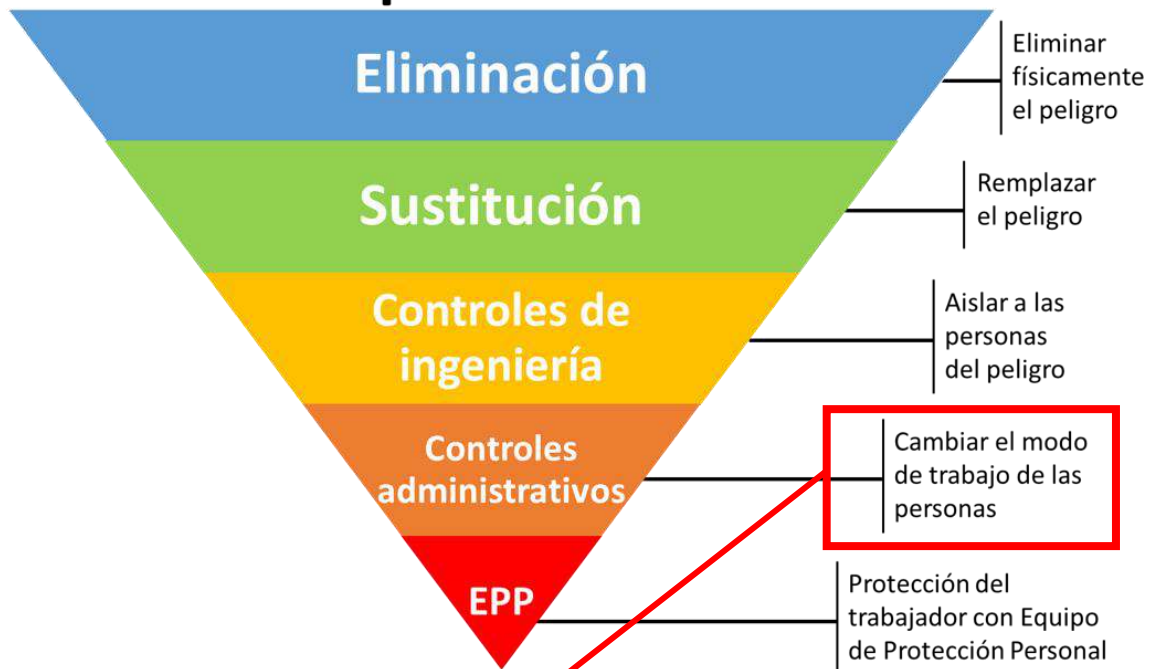 Eliminación
Eliminar
físicamente
el peligro
Sustitución
Remplazar
el peligro
Controles de
ingeniería
Aislar a las
personas
del peligro
Controles
administrativos
Cambiar el modo
de trabajo de las
personas
EPP
Protección del
trabajador con Equipo
de Protección Personal